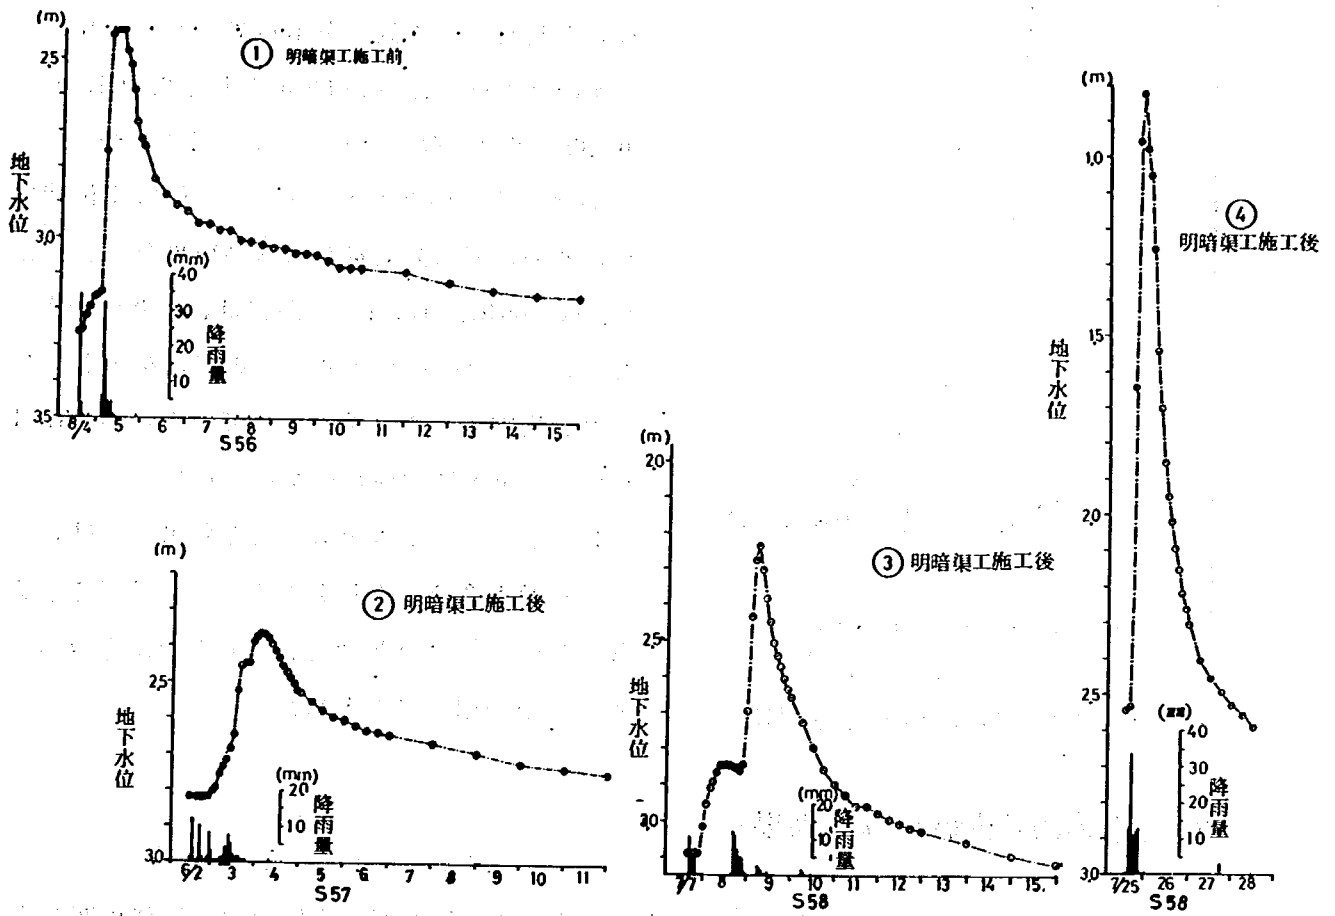 (m)
2.5
3.0
3.5
地下水位
① 明暗渠工施工前
(mm)
40
30
20
10
降雨量
8/4 5 6 7 8 9 10 11 12 13 14 15
S56
(m)
2.5
3.0
地下水位
② 明暗渠工施工後
(mm)
20
10
降雨量
6/2 3 4 5 6 7 8 9 10 11
S57
(m)
2.0
2.5
3.0
地下水位
③ 明暗渠工施工後
(mm)
20
10
降雨量
7/7 8 9 10 11 12 13 14 15.
S58
(m)
1.0
1.5
2.0
2.5
3.0
地下水位
④
明暗渠工施工後
(㎜)
40
30
20
10
降雨量
7/25 26 27 28
S58